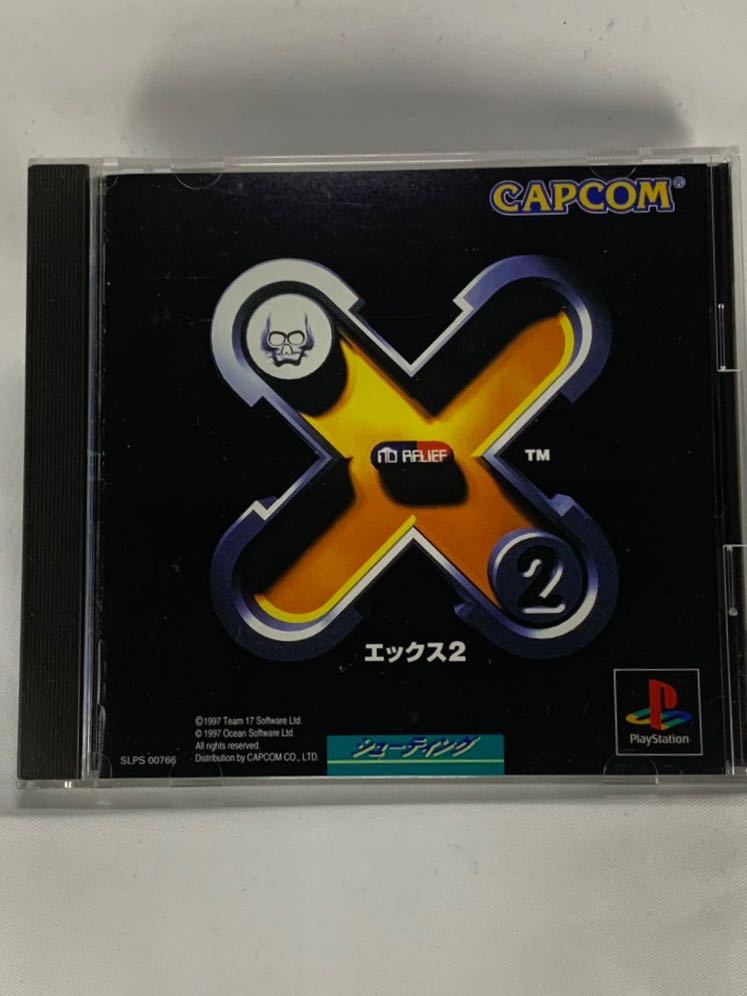 CAPCOM®
NO RELIEF
TM
2
エックス2
©1997 Team 17 Software Ltd.
© 1997 Ocean Software Ltd.
All rights reserved.
SLPS 00766 Distribution by CAPCOM CO., LTD.
シューティング
PlayStation